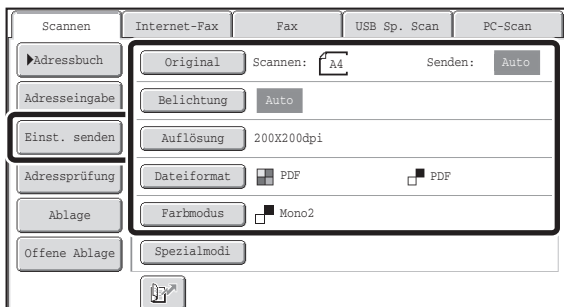 Scannen Internet-Fax Fax USB Sp. Scan PC-Scan
Adressbuch Original Scannen: A4 Senden: Auto
Adresseingabe Belichtung Auto
Einst. senden Auflösung 200X200dpi
Adressprüfung Dateiformat PDF PDF
Ablage Farbmodus Mono2
Offene Ablage Spezialmodi